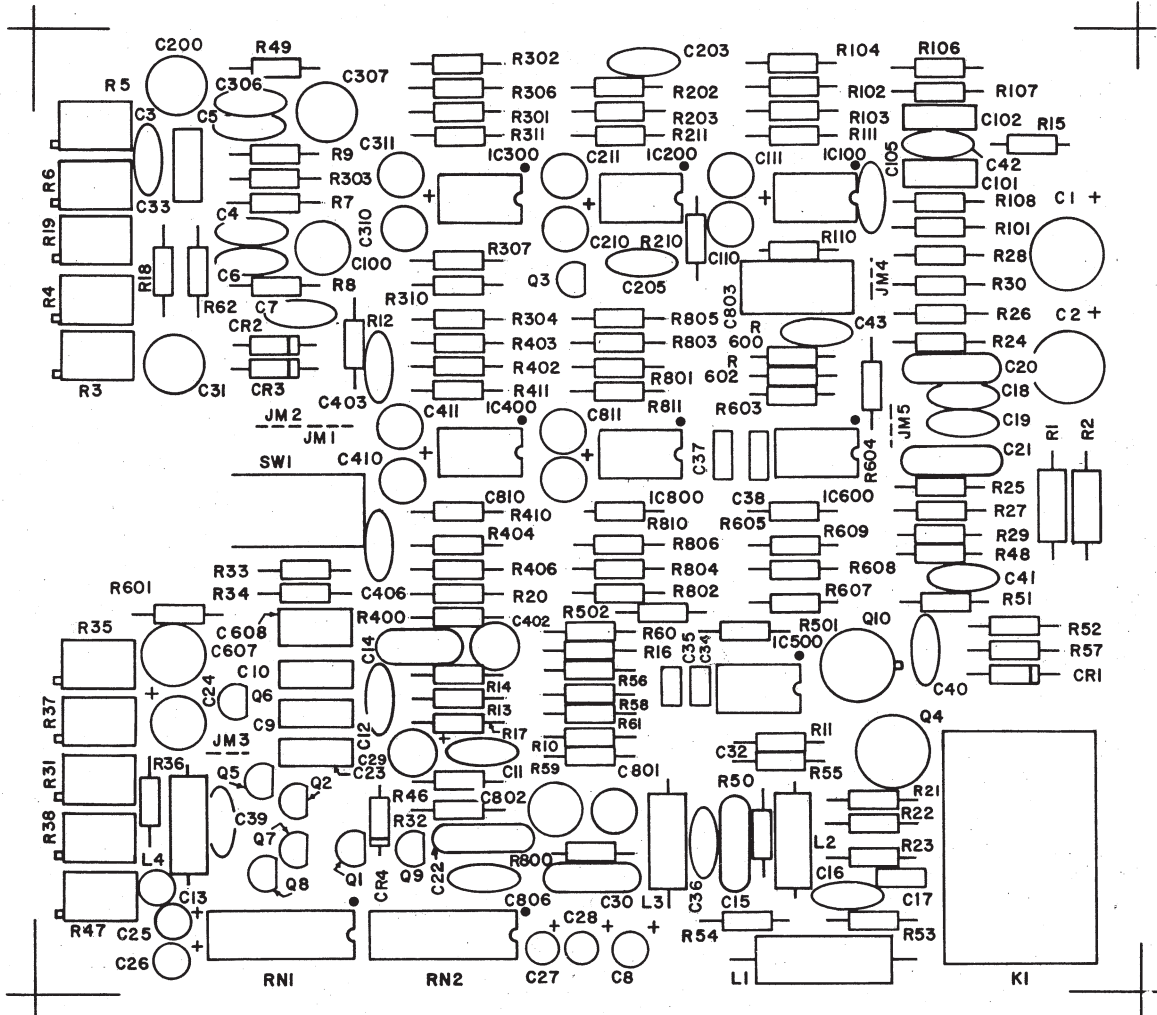 C200 R49 R302 C203 R104 R106
R5 C306 C307 R306 R202 R102 R107
C3 C5 R301 R203 R103 C102 R15
R311 R211 R111
R9 C311 IC300 C211 IC200 C111 IC100 C105 C42
R6 R303 C101
C33 R7 + + + R108 C1 +
R19 C4 C310 R101
R307 C210 R210 R110
C6 C100 C110 JM4 R28
R18 R8 Q3 C205 R30
R4 R62 C7 R310 C803
CR2 R12 R304 R805 R C43 R26 C2 +
R403 R803 600 R24
R402 R801 R C20
R3 C31 CR3 602 C18
C403 R411
JM2 C411 IC400 C811 R811 R603 C19
JM1 JM5 R1 R2
SW1 C410 + + C37 R604 C21
R25
C810 IC800 C38 IC600
R410 R810 R605 R27
R404 R806 R609 R29
R48
R33 R406 R804 R608
R34 C406 R20 R802 R607 C41
R601 R400 C402 R502 R501 Q10 R51
R35 C608 R60 IC500 R52
C607 C14 R16 C35 C34 R57
C10 R56 CR1
+ C24 Q6 R14 C40
R37 C9 R13 R58
C12 R61 Q4
JM3 + R17 R10 R11
R36 C29 C32
R31 Q5 C23 C11 R59 C801 R50 R55
Q2 R46 C802 R21
R38 C39 R32 R22
Q7 L2
L4 R800 R23
Q8 Q1 CR4 Q9 C22 C36 C16
C13 C806 C30 L31 C15 C17
R47 C25 + C28 R54 R53
C26 + + + +
RN1 RN2 C27 C8 L1 K1